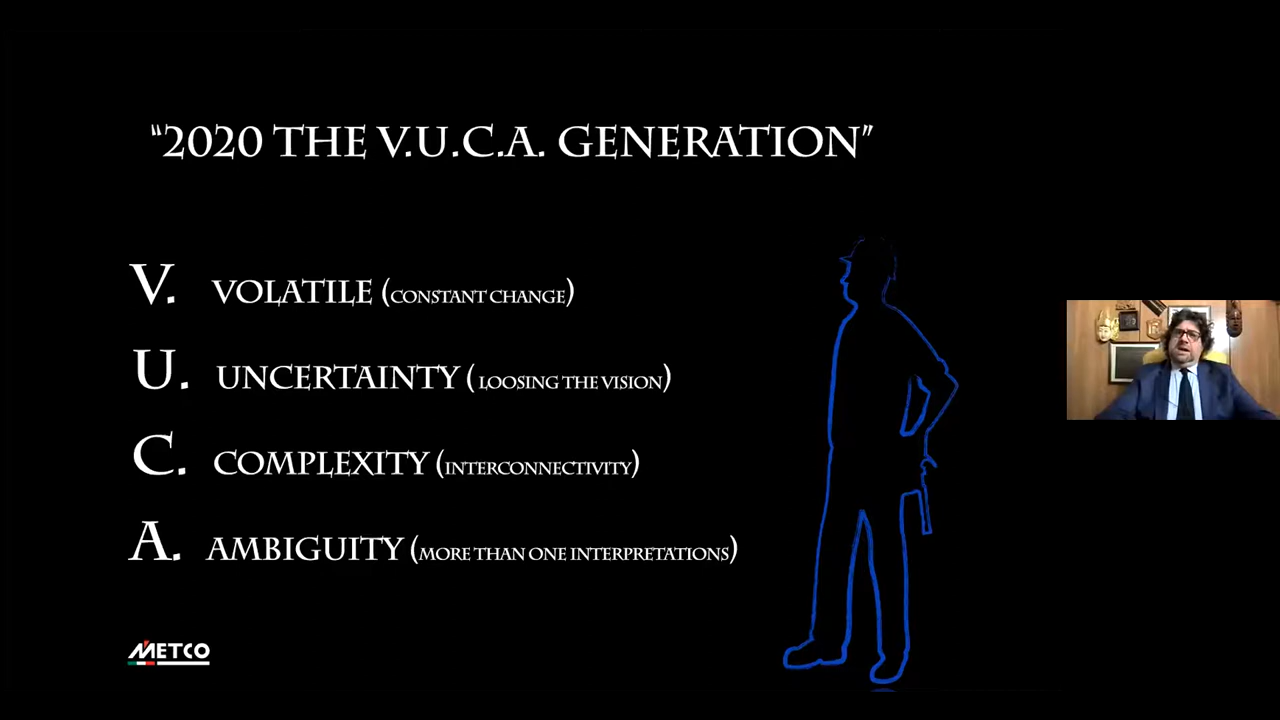 "2020 THE V.U.C.A. GENERATION"
V. VOLATILE (CONSTANT CHANGE)
U. UNCERTAINTY ( LOOSING THE VISION)
C. COMPLEXITY (INTERCONNECTIVITY)
A. AMBIGUITY (MORE THAN ONE INTERPRETATIONS)
METCO